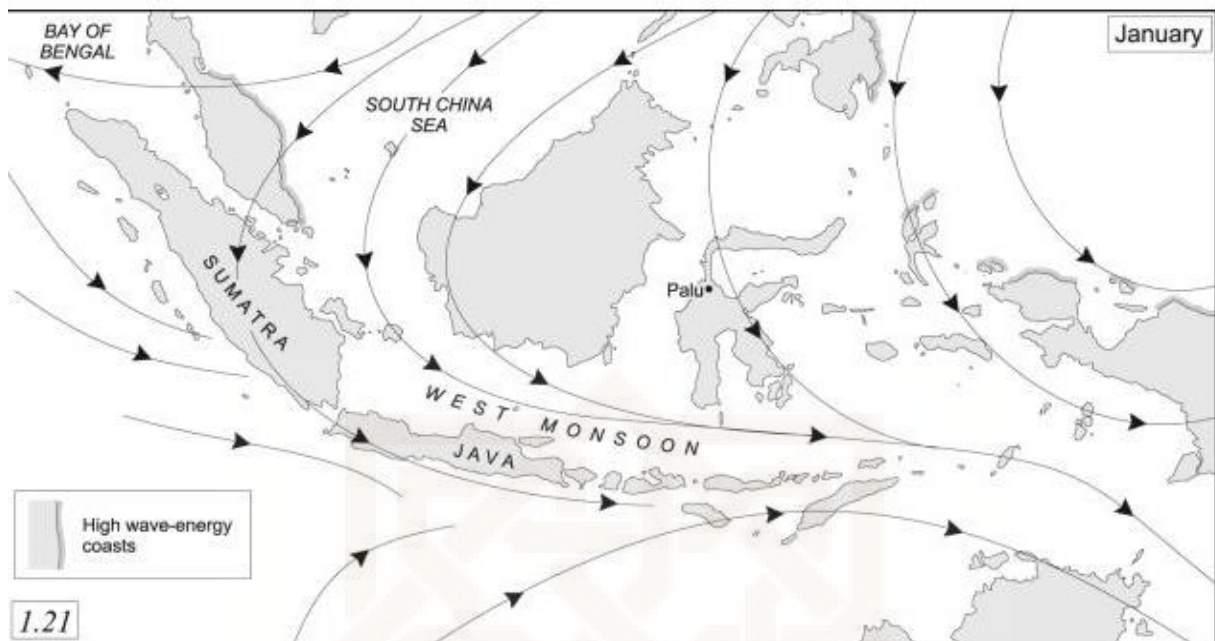 BAY OF
BENGAL
January
SOUTH CHINA
SEA
SUMATRA
Palu
WEST MONSOON
JAVA
High wave-energy
coasts
1.21